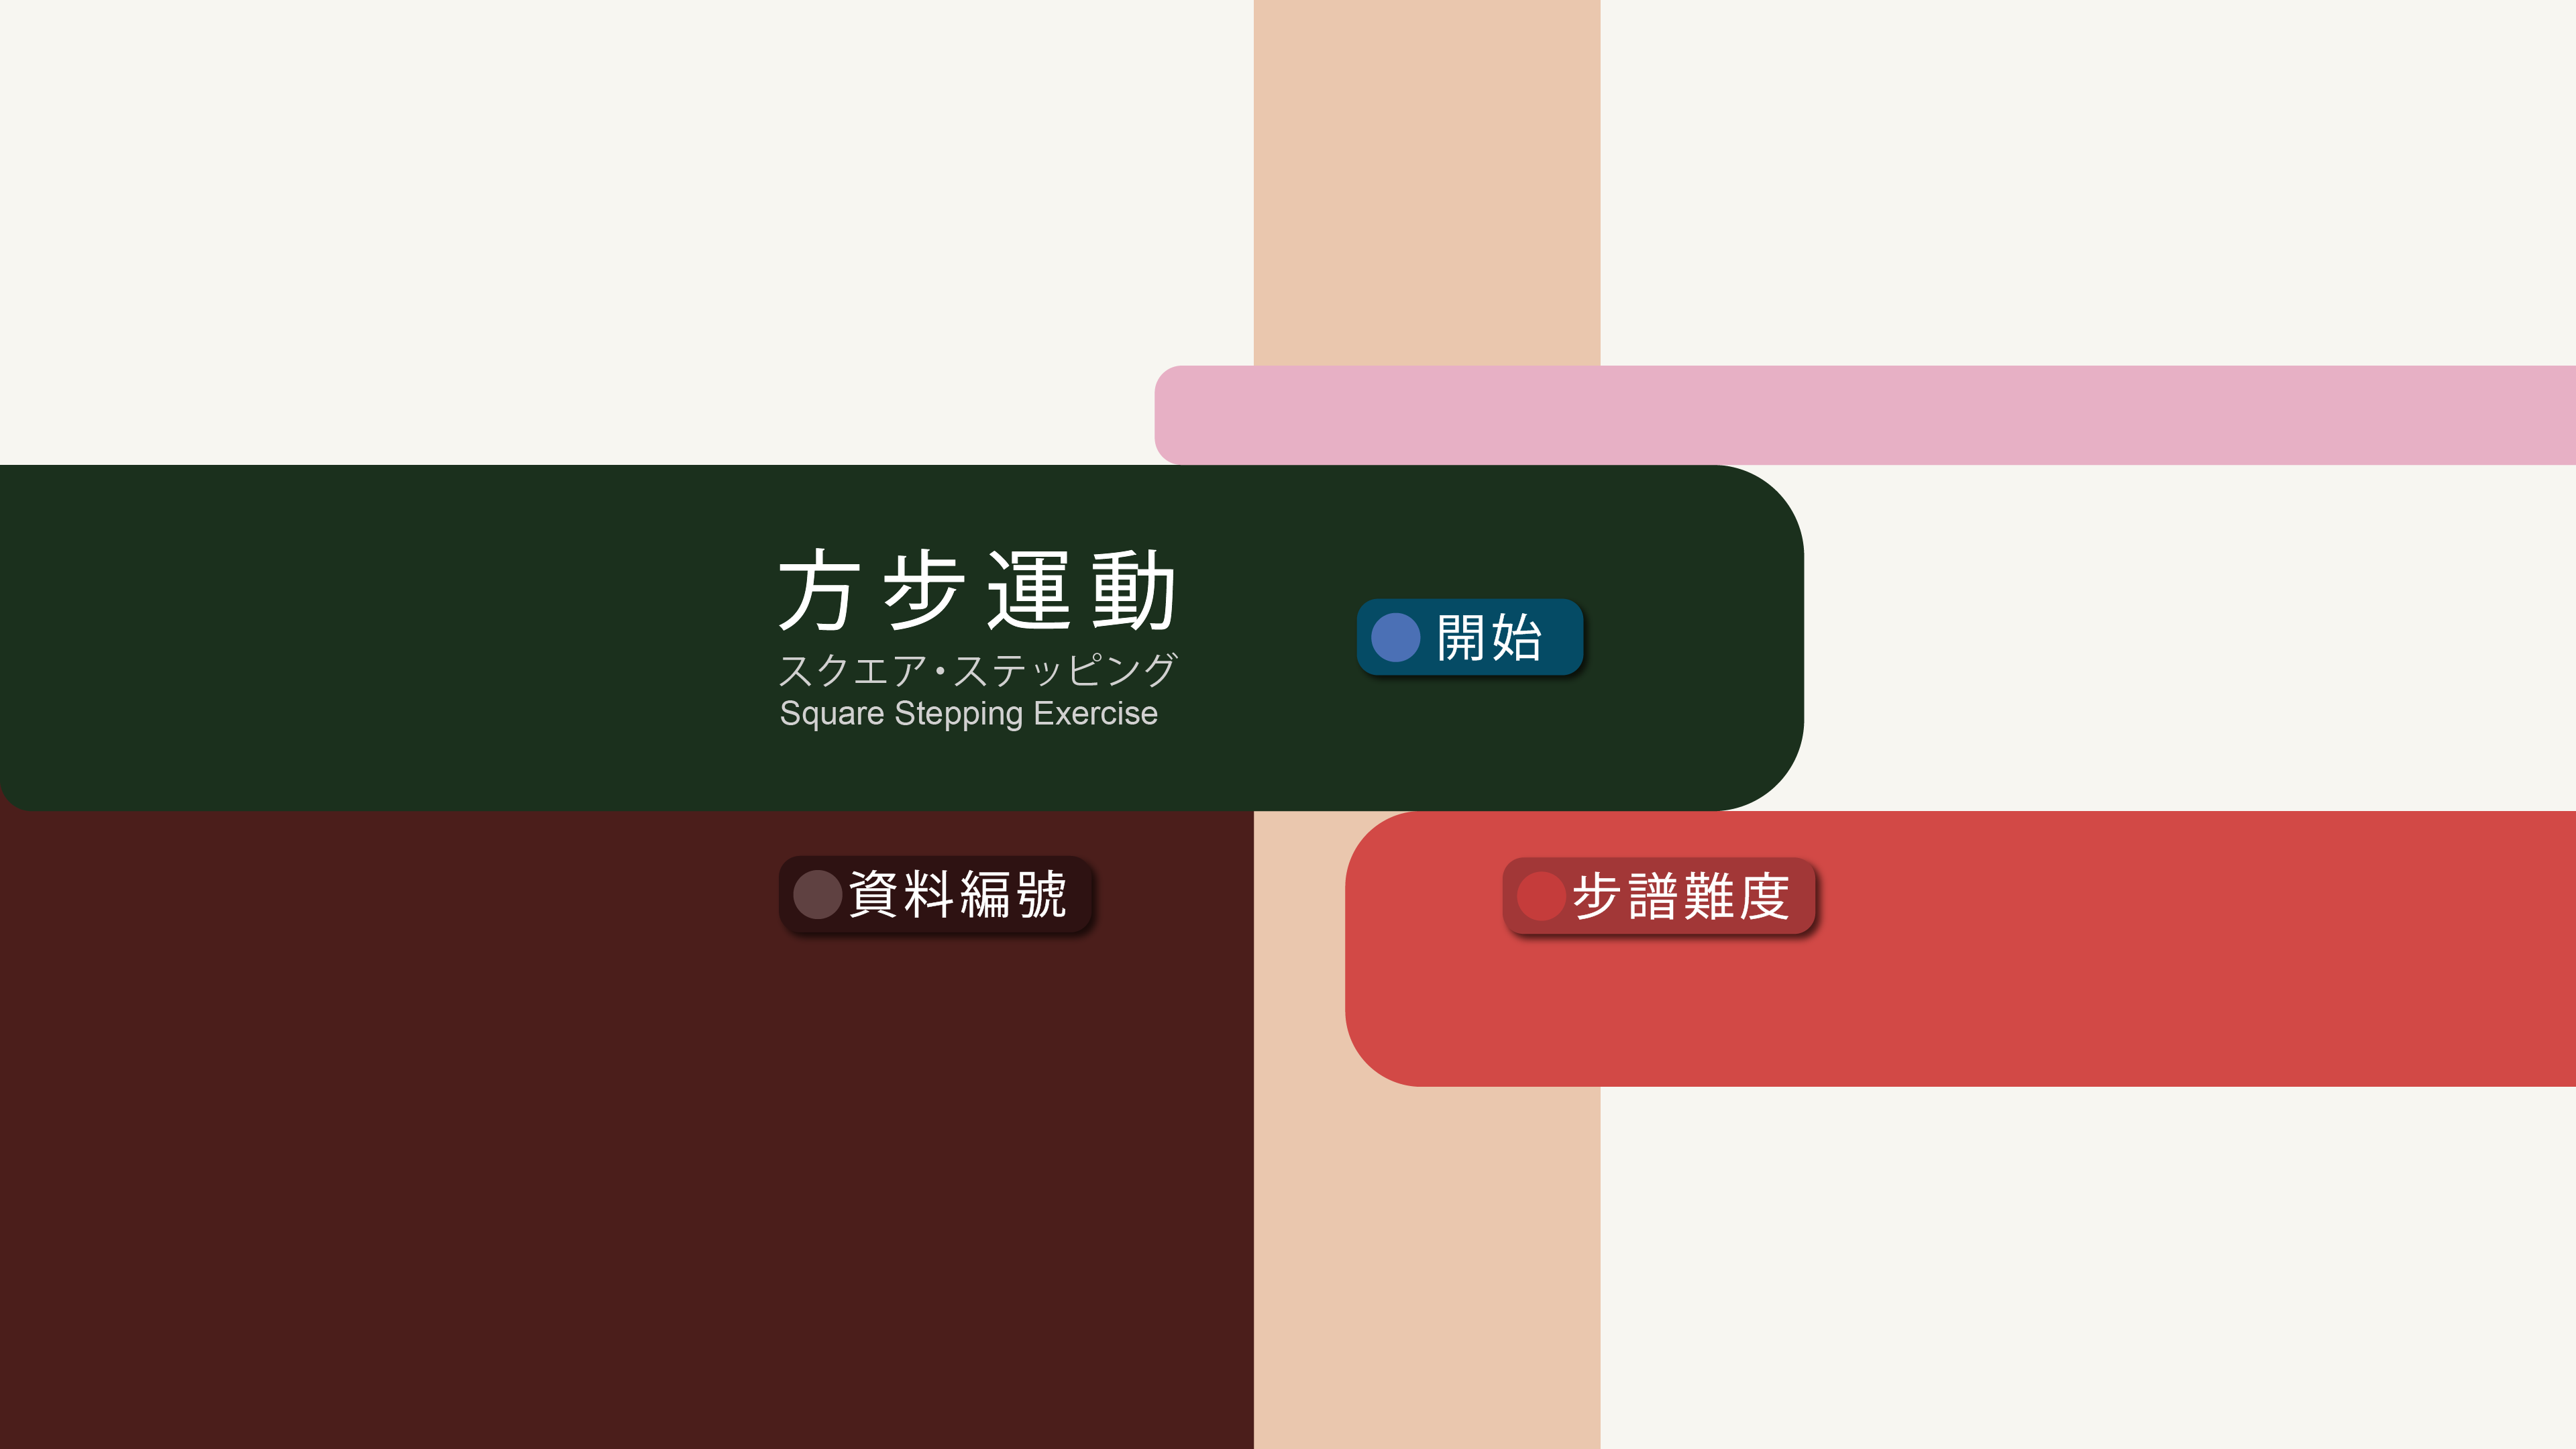 方步運動
スクエア・ステッピング
Square Stepping Exercise
開始
資料編號
步譜難度